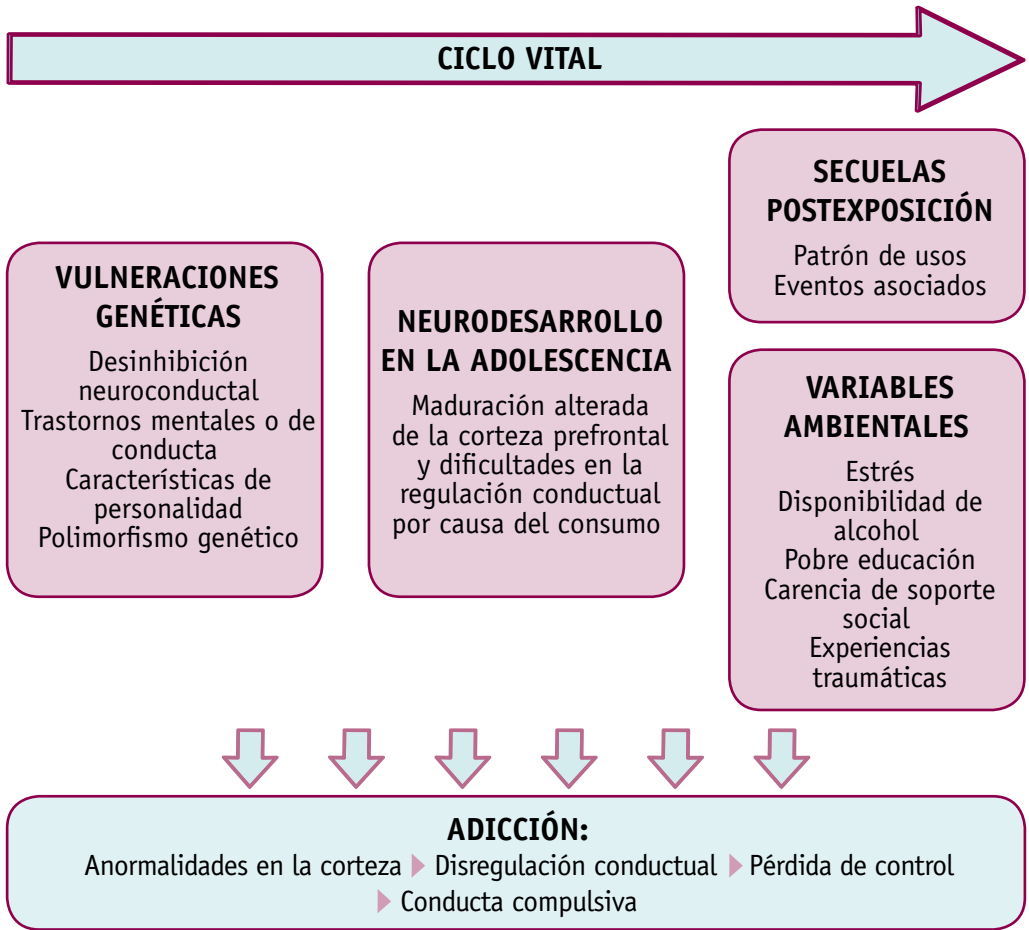 CICLO VITAL
VULNERACIONES
GENÉTICAS
Desinhibición
neuroconductal
Trastornos mentales o de
conducta
Características de
personalidad
Polimorfismo genético
NEURODESARROLLO
EN LA ADOLESCENCIA
Maduración alterada
de la corteza prefrontal
y dificultades en la
regulación conductual
por causa del consumo
SECUELAS
POSTEXPOSICIÓN
Patrón de usos
Eventos asociados
VARIABLES
AMBIENTALES
Estrés
Disponibilidad de
alcohol
Pobre educación
Carencia de soporte
social
Experiencias
traumáticas
ADICCIÓN:
Anormalidades en la corteza ▶ Disregulación conductual ▶ Pérdida de control
▶ Conducta compulsiva